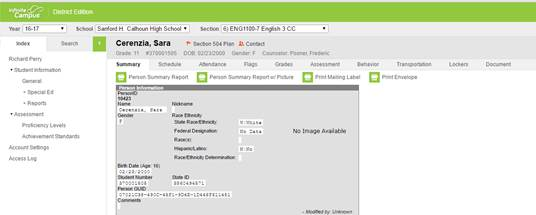 Infinite Campus District Edition
Year 16-17 School Sanford H. Calhoun High School Section 6) ENG1100-7 English 3 CC
Index Search
Cerenzia, Sara Section 504 Plan Contact
Grade: 11 #370001505 DOB: 02/23/2000 Gender: F Counselor: Posner, Frederic
Richard Perry
Student Information
General
Special Ed
Reports
Assessment
Proficiency Levels
Achievement Standards
Account Settings
Access Log
Summary Schedule Attendance Flags Grades Assessment Behavior Transportation Lockers Document
Person Summary Report Person Summary Report w/ Picture Print Mailing Label Print Envelope
Person Information
PersonID
10423
Name Nickname
Cerenzia, Sara
Gender Race Ethnicity
F State Race/Ethnicity: W:White
Federal Designation: No Data No Image Available
Race(s):
Hispanic/Latino: N:No
Race/Ethnicity Determination:
Birth Date (Age: 16)
02/23/2000
Student Number State ID
370001505
Person GUID
Comments
- Modified by: Unknown